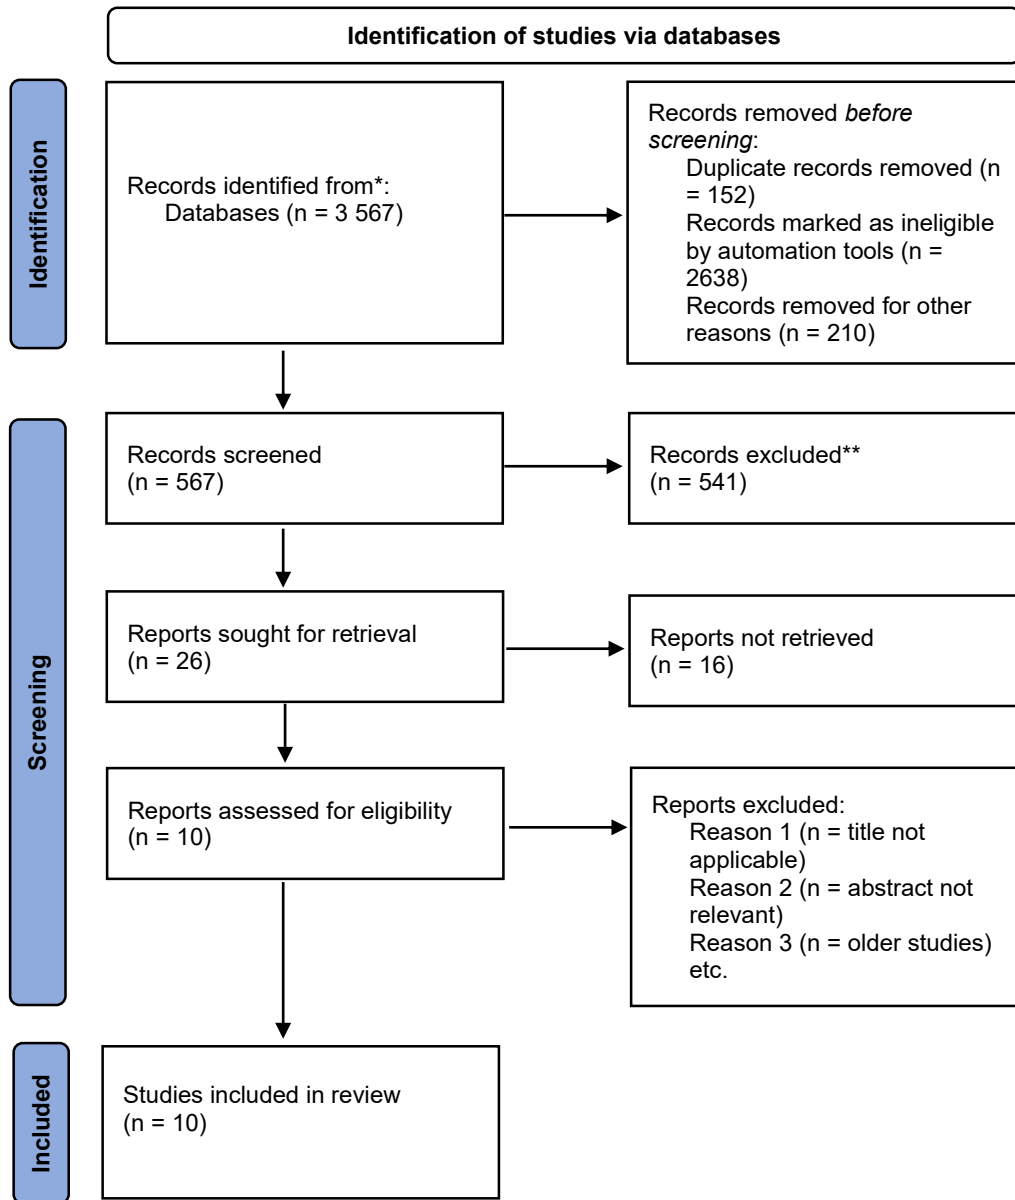 Identification of studies via databases
Identification
Records identified from*:
Databases (n = 3 567)
Records removed before
screening:
Duplicate records removed (n
= 152)
Records marked as ineligible
by automation tools (n =
2638)
Records removed for other
reasons (n = 210)
Screening
Records screened
(n = 567)
Records excluded**
(n = 541)
Reports sought for retrieval
(n = 26)
Reports not retrieved
(n = 16)
Reports assessed for eligibility
(n = 10)
Reports excluded:
Reason 1 (n = title not
applicable)
Reason 2 (n = abstract not
relevant)
Reason 3 (n = older studies)
etc.
Included
Studies included in review
(n = 10)